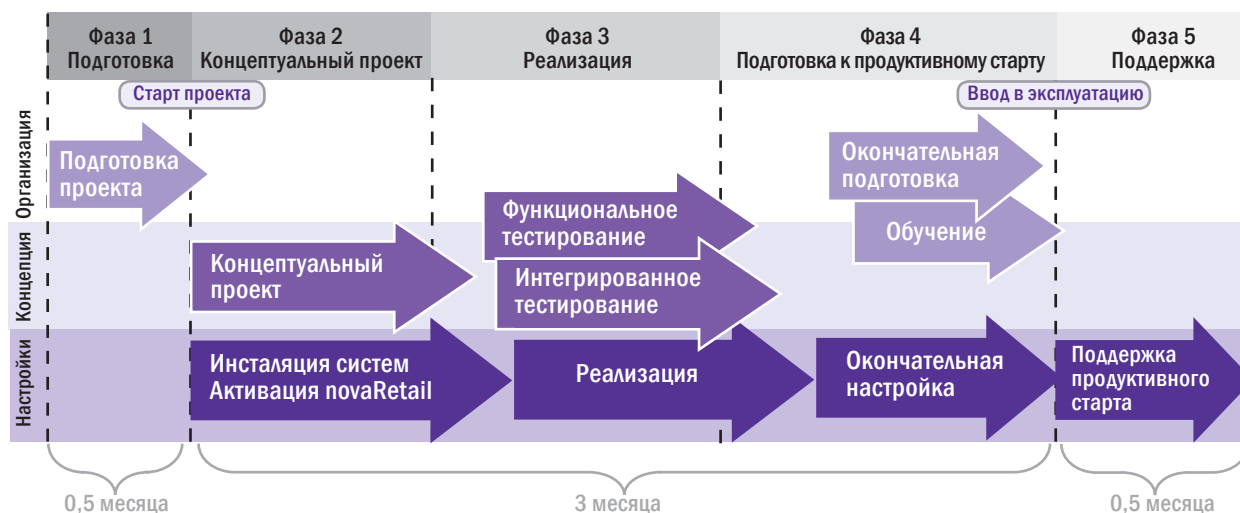 Фаза 1
Подготовка
Фаза 2
Концептуальный проект
Фаза 3
Реализация
Фаза 4
Подготовка к продуктивному старту
Фаза 5
Поддержка
Старт проекта
Ввод в эксплуатацию
Организация
Подготовка
проекта
Окончательная
подготовка
Функциональное
тестирование
Обучение
Концепция
Концептуальный
проект
Интегрированное
тестирование
Настройки
Инсталяция систем
Активация novaRetail
Реализация
Окончательная
настройка
Поддержка
продуктивного
старта
0,5 месяца
3 месяца
0,5 месяца